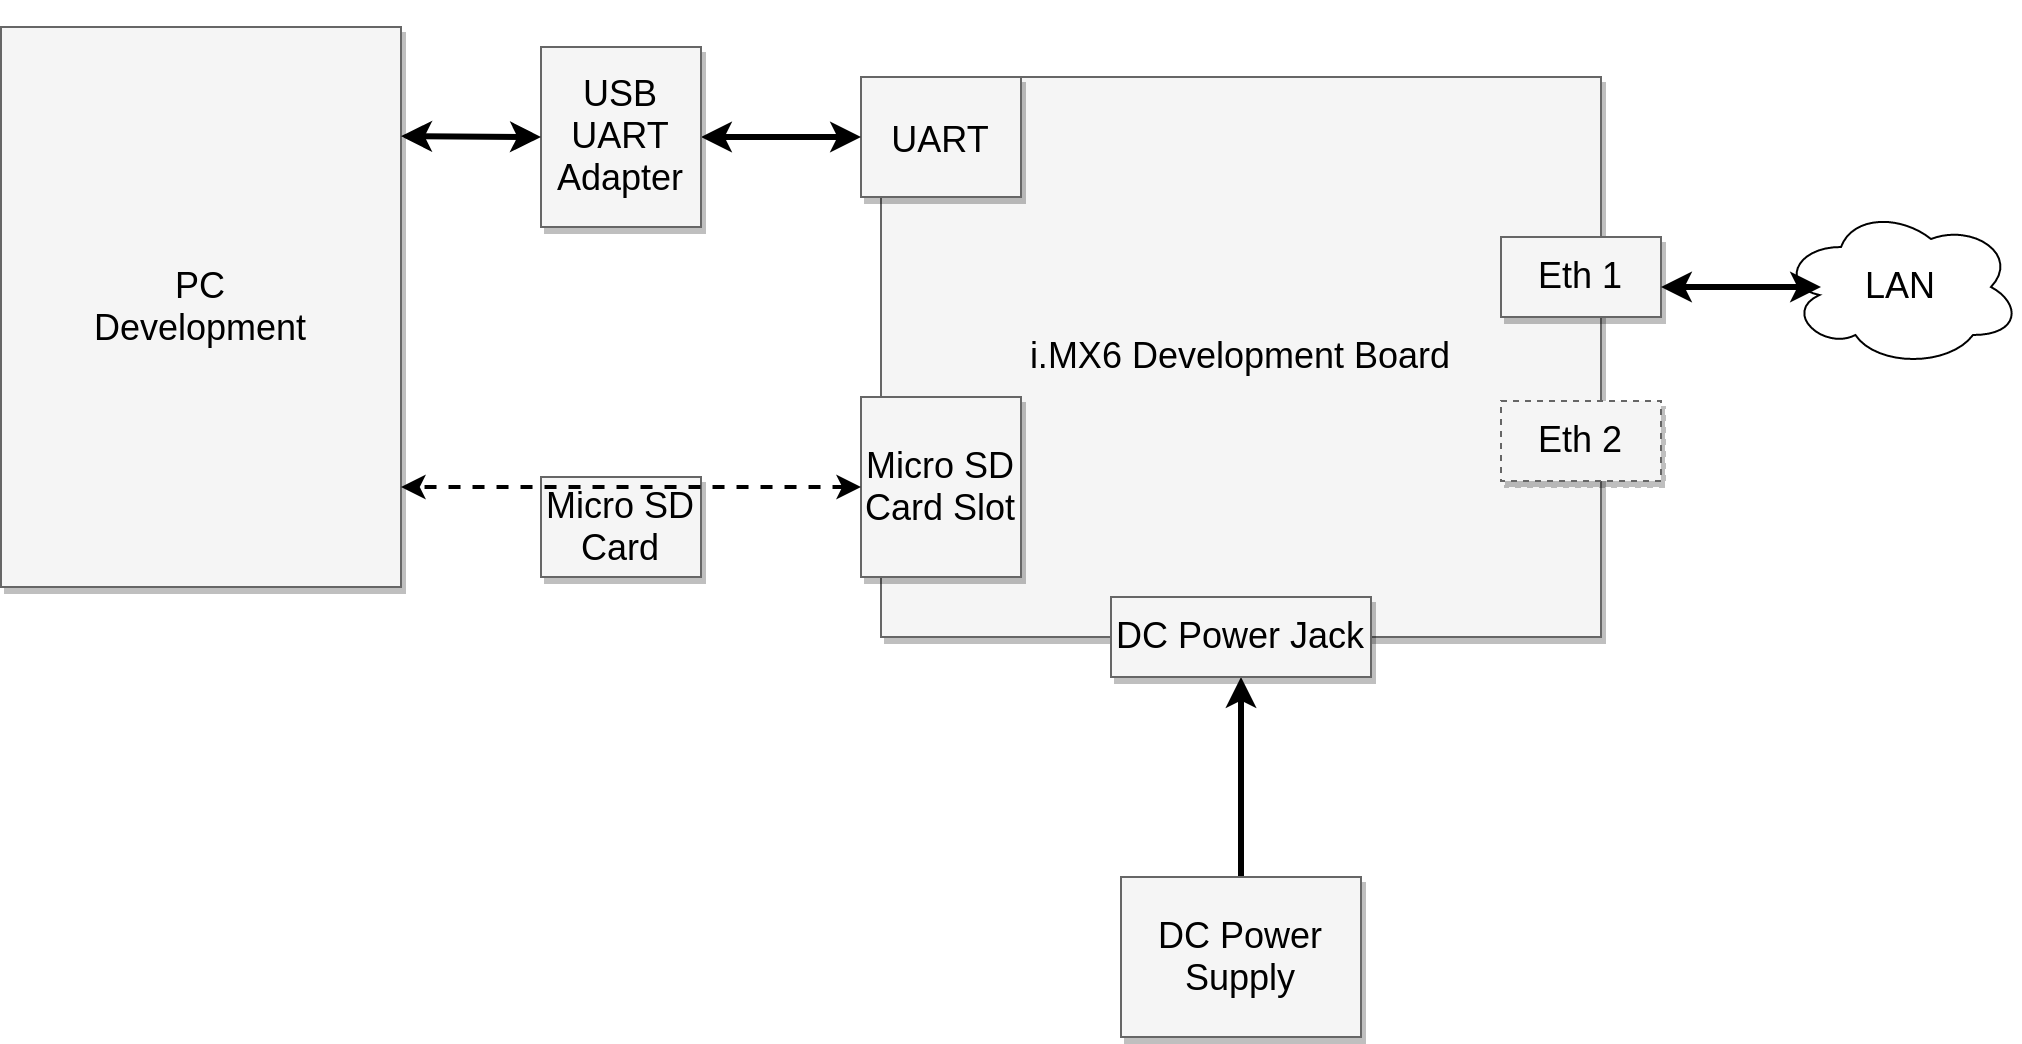 PC
Development
USB
UART
Adapter
UART
i.MX6 Development Board
Eth 1
LAN
Eth 2
Micro SD
Card
Micro SD
Card Slot
DC Power Jack
DC Power
Supply